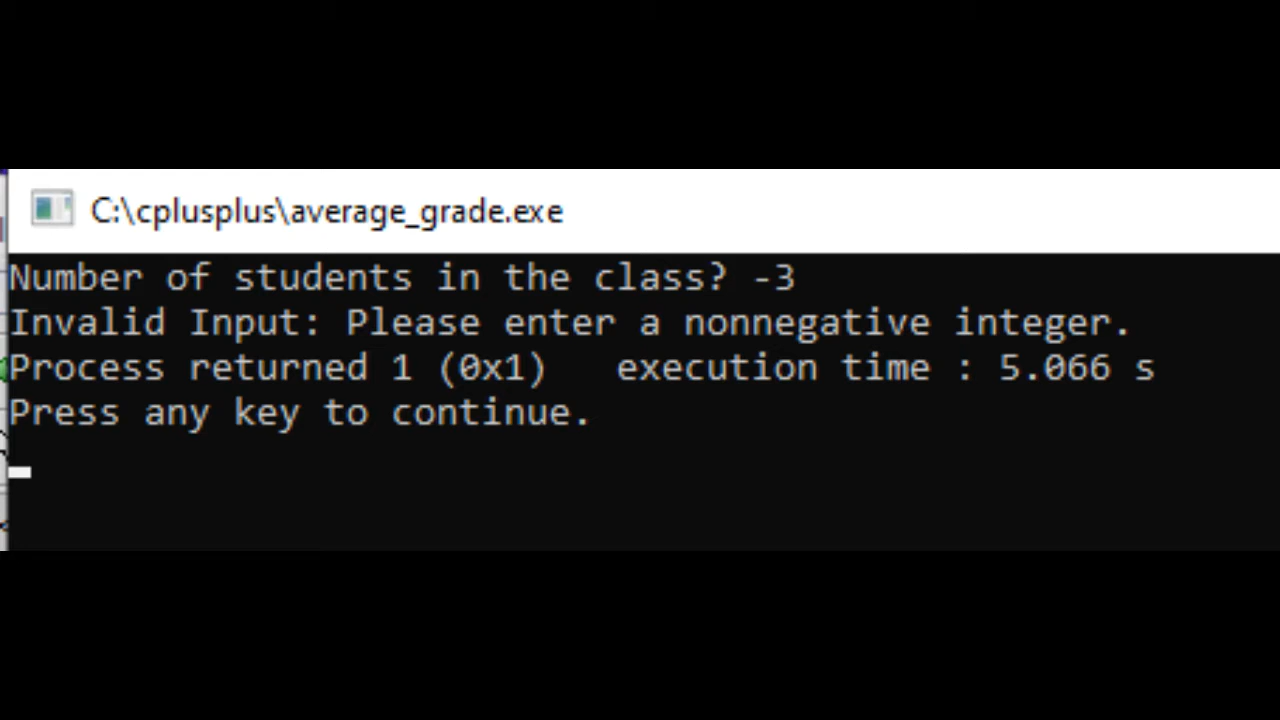 C:\cplusplus\average_grade.exe
Number of students in the class? -3
Invalid Input: Please enter a nonnegative integer.
Process returned 1 (0x1)   execution time : 5.066 s
Press any key to continue.